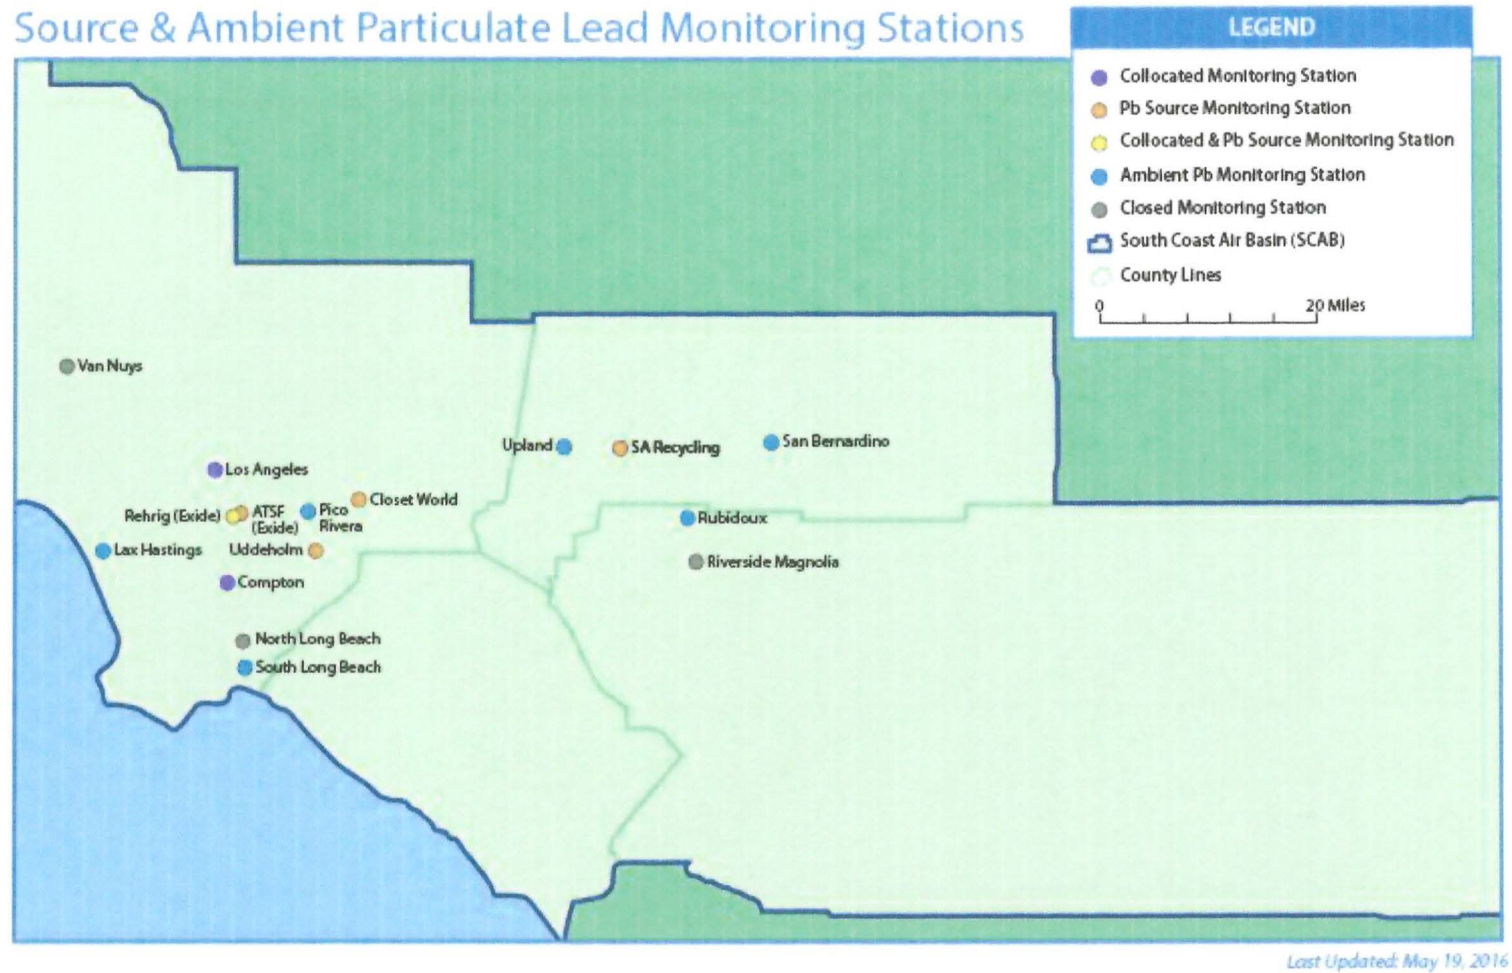 Source & Ambient Particulate Lead Monitoring Stations
LEGEND
Collocated Monitoring Station
Pb Source Monitoring Station
Collocated & Pb Source Monitoring Station
Ambient Pb Monitoring Station
Closed Monitoring Station
South Coast Air Basin (SCAB)
County Lines
0 20 Miles
Van Nuys
Upland
SA Recycling
San Bernardino
Los Angeles
Closet World
Rehrig (Exide)
ATSF
(Exide)
Pico
Rivera
Rubidoux
Lax Hastings
Uddeholm
Riverside Magnolia
Compton
North Long Beach
South Long Beach
Last Updated: May 19, 2016